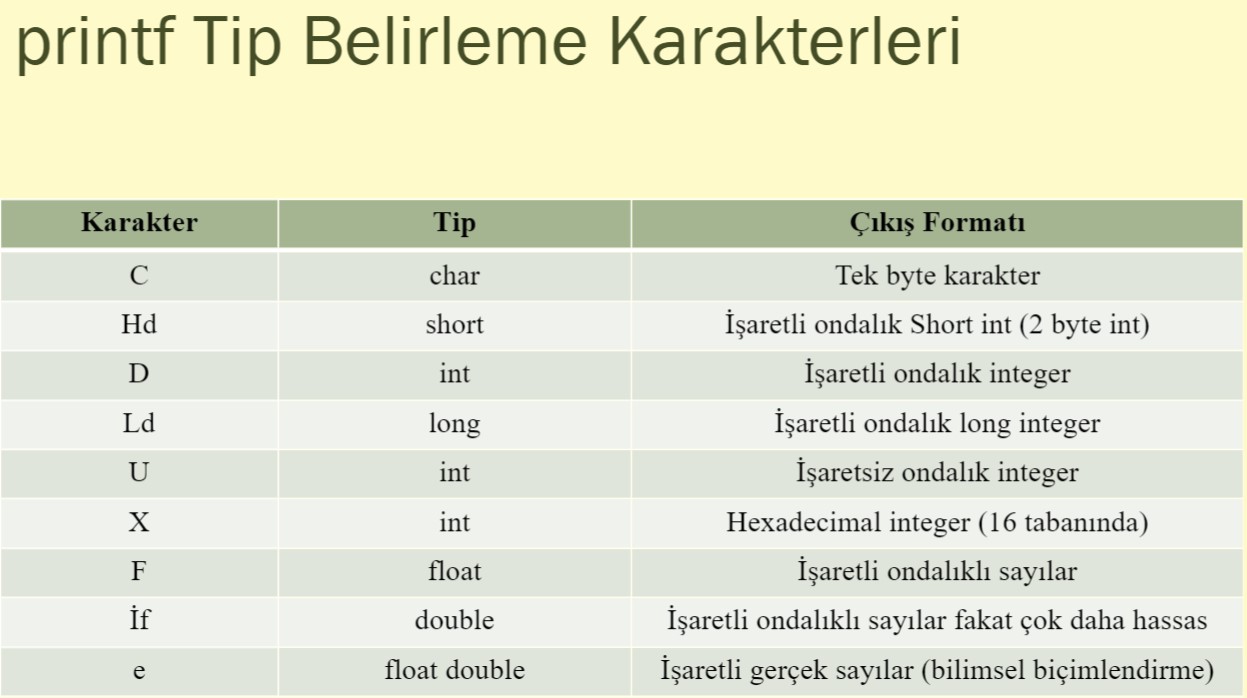 printf Tip Belirleme Karakterleri
Karakter Tip Çıkış Formatı
C char Tek byte karakter
Hd short İşaretli ondalık Short int (2 byte int)
D int İşaretli ondalık integer
Ld long İşaretli ondalık long integer
U int İşaretsiz ondalık integer
X int Hexadecimal integer (16 tabanında)
F float İşaretli ondalıklı sayılar
İf double İşaretli ondalıklı sayılar fakat çok daha hassas
e float double İşaretli gerçek sayılar (bilimsel biçimlendirme)